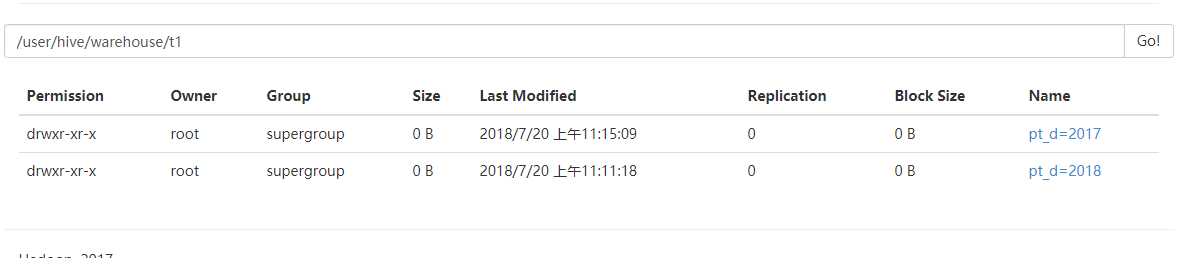 /user/hive/warehouse/t1 Go!
Permission Owner Group Size Last Modified Replication Block Size Name
drwxr-xr-x root supergroup 0 B 2018/7/20 上午11:15:09 0 0 B pt_d=2017
drwxr-xr-x root supergroup 0 B 2018/7/20 上午11:11:18 0 0 B pt_d=2018
Hadoop, 2017.